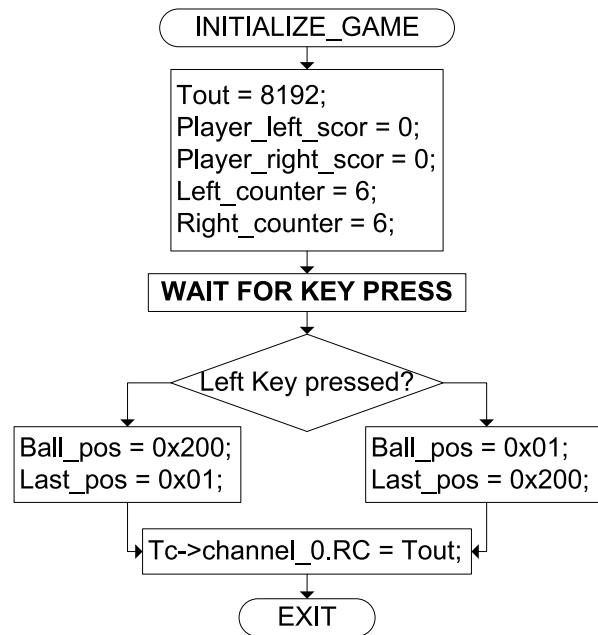 INITIALIZE_GAME
Tout = 8192;
Player_left_scor = 0;
Player_right_scor = 0;
Left_counter = 6;
Right_counter = 6;
WAIT FOR KEY PRESS
Left Key pressed?
Ball_pos = 0x200;
Last_pos = 0x01;
Ball_pos = 0x01;
Last_pos = 0x200;
Tc->channel_0.RC = Tout;
EXIT